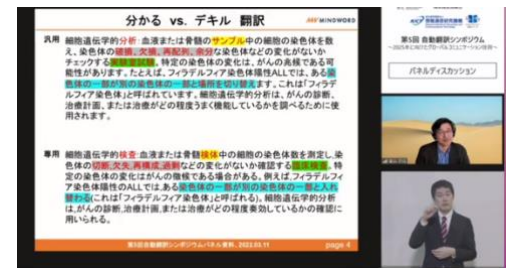 分かる vs. デキル 翻訳
MINDWORD
汎用 細胞遺伝学的分析: 血液または骨髄のサンプル中の細胞の染色体の数
え、染色体の破損、欠損、再配列、余分な染色体などの変化がないか
チェックする実験室試験。特定の染色体の変化は、がんの兆候である可
能性があります。たとえば、フィラデルフィア染色体陽性ALLでは、ある染
色体の一部が別の染色体の一部と場所を切り替えます。これは「フィラ
デルフィア染色体」と呼ばれています。細胞遺伝学的分析は、がんの診断、
治療計画、または治療がどの程度うまく機能しているかを調べるために使
用されます。
専用 細胞遺伝学的検査: 血液または骨髄検体中の細胞の染色体数を測定し、染
色体の切断、欠失、再構成、過剰などの変化がないか確認する臨床検査。特
定の染色体の変化はがんの徴候である場合がある。例えば、フィラデルフィ
ア染色体陽性のALLでは、ある染色体の一部が別の染色体の一部と入れ
替わる(これは「フィラデルフィア染色体」と呼ばれる)。細胞遺伝学的分析
は、がんの診断、治療計画、または治療がどの程度奏効しているかの確認に
用いられる。
第5回自動翻訳シンポジウムパネル資料、2022.03.11
page 4
第5回 自動翻訳シンポジウム
パネルディスカッション